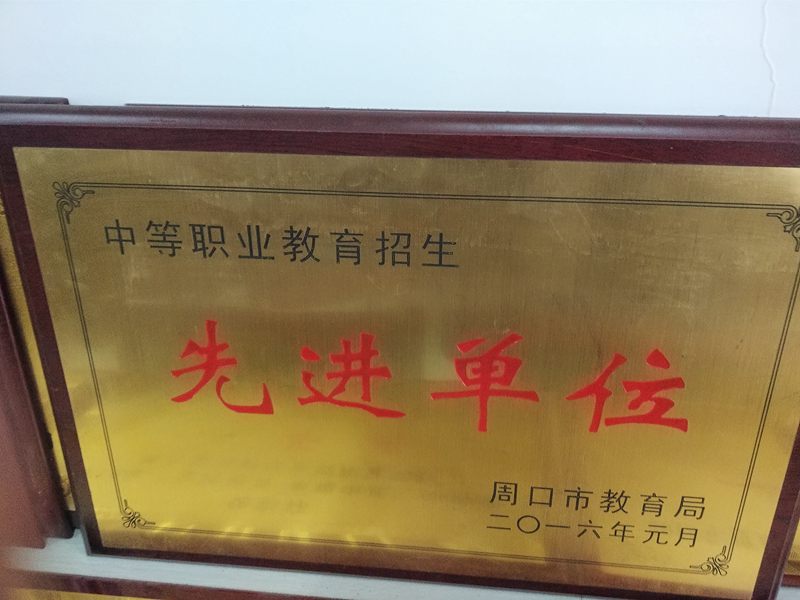 中等职业教育招生
先进单位
周口市教育局
二〇一六年元月